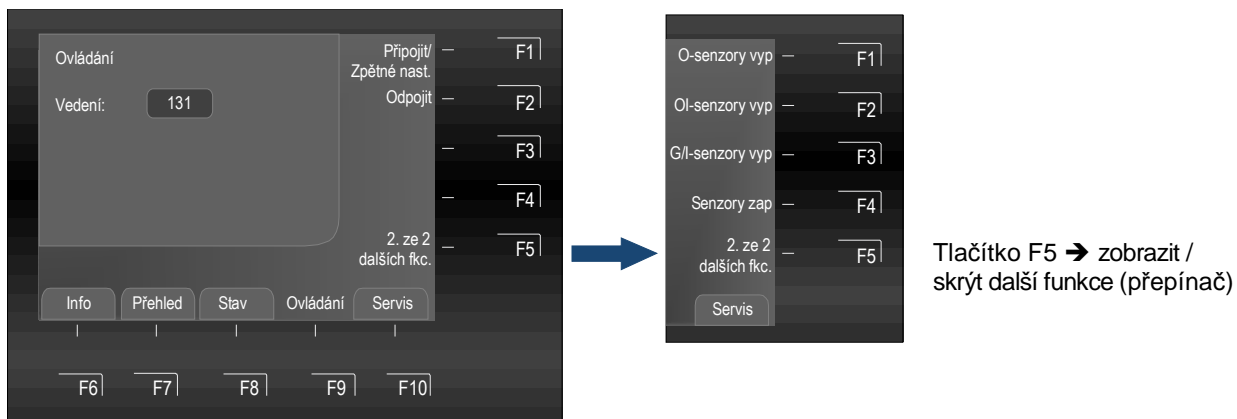 Ovládání
Vedení: 131
Připojit/
Zpětné nast.
Odpojit
2. ze 2
dalších fkc.
F1
F2
F3
F4
F5
Info Přehled Stav Ovládání Servis
F6 F7 F8 F9 F10
O-senzory vyp F1
OI-senzory vyp F2
G/I-senzory vyp F3
Senzory zap F4
2. ze 2
dalších fkc.
F5
Servis
Tlačítko F5 ➔ zobrazit /
skrýt další funkce (přepínač)